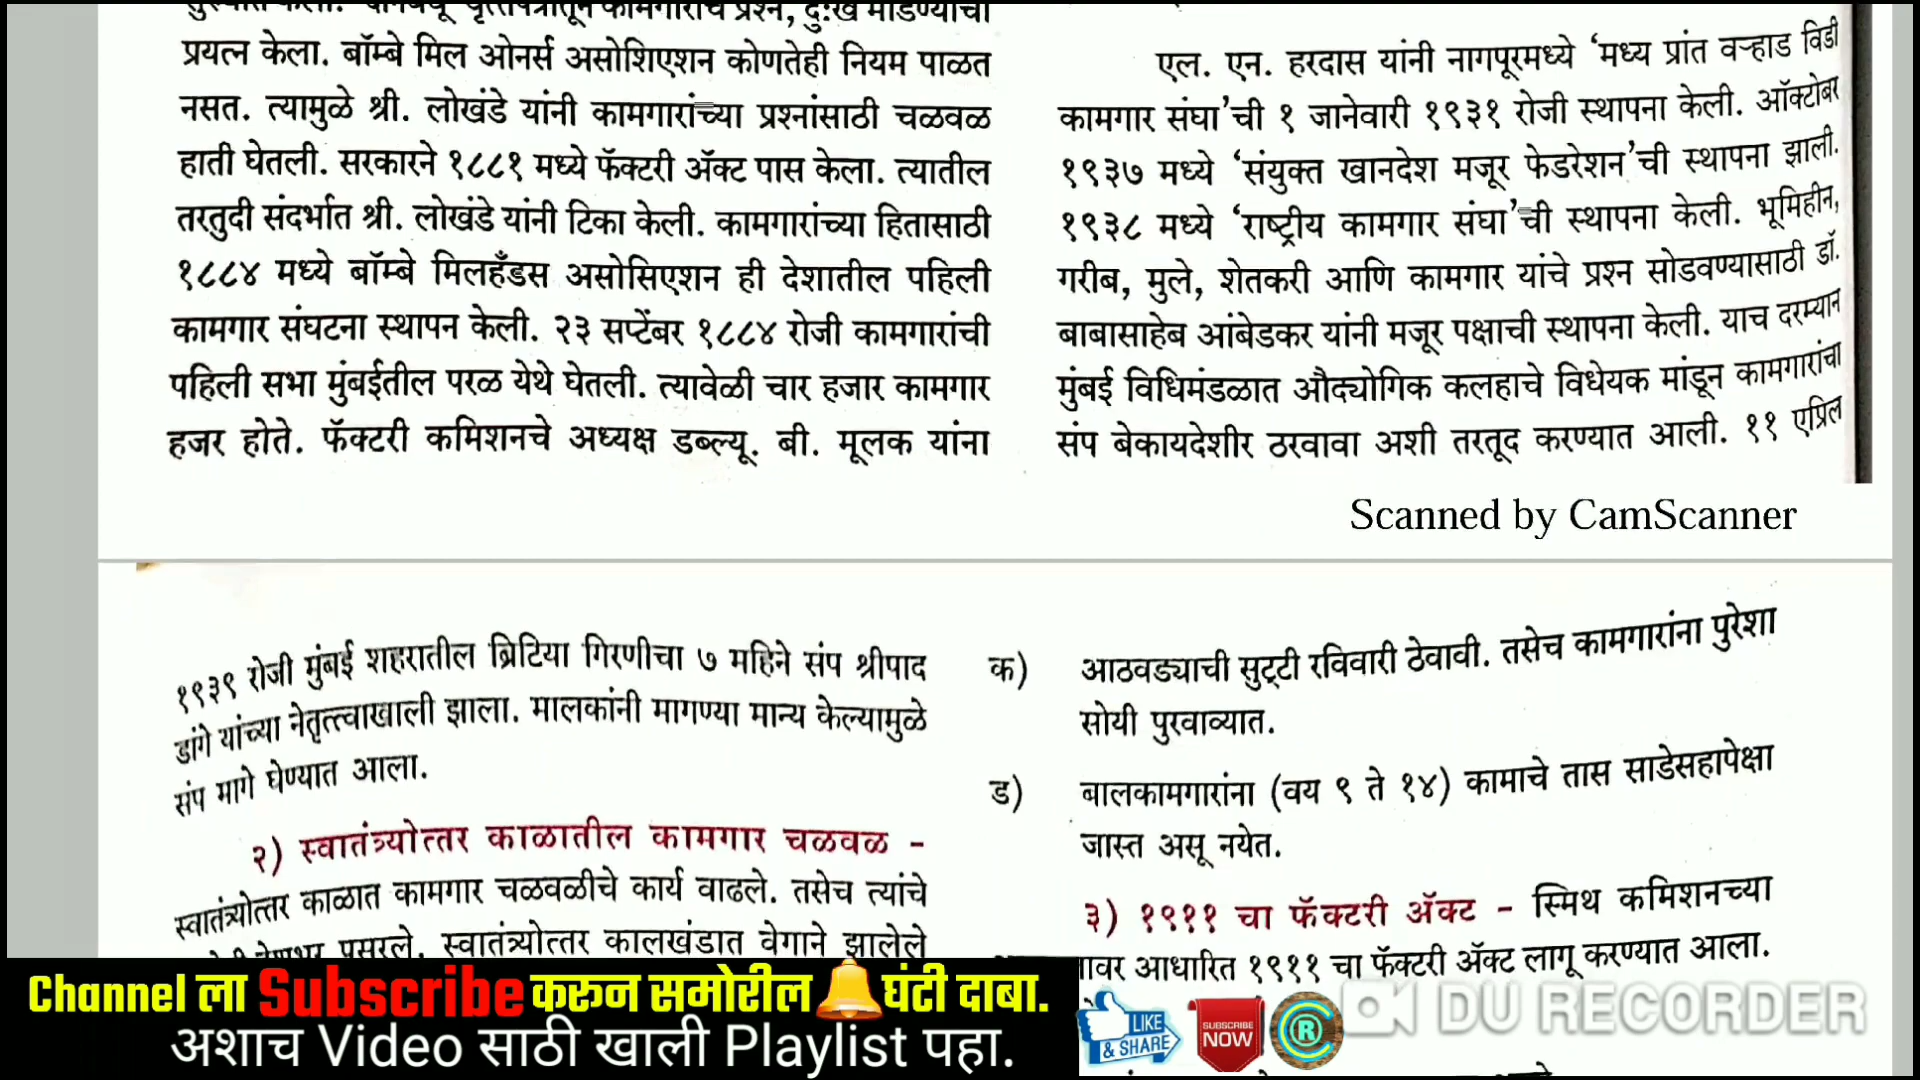 प्रयत्न केला. बॉम्बे मिल ओनर्स असोशिएशन कोणतेही नियम पाळत
नसत. त्यामुळे श्री. लोखंडे यांनी कामगारांच्या प्रश्नांसाठी चळवळ
हाती घेतली. सरकारने १८८१ मध्ये फॅक्टरी ॲक्ट पास केला. त्यातील
तरतुदी संदर्भात श्री. लोखंडे यांनी टिका केली. कामगारांच्या हितासाठी
१८८४ मध्ये बॉम्बे मिलहँडस असोसिएशन ही देशातील पहिली
कामगार संघटना स्थापन केली. २३ सप्टेंबर १८८४ रोजी कामगारांची
पहिली सभा मुंबईतील परळ येथे घेतली. त्यावेळी चार हजार कामगार
हजर होते. फॅक्टरी कमिशनचे अध्यक्ष डब्ल्यू. बी. मूलक यांना
एल. एन. हरदास यांनी नागपूरमध्ये ‘मध्य प्रांत वऱ्हाड विडी
कामगार संघा’ची १ जानेवारी १९३१ रोजी स्थापना केली. ऑक्टोबर
१९३७ मध्ये ‘संयुक्त खानदेश मजूर फेडरेशन’ची स्थापना झाली.
१९३८ मध्ये ‘राष्ट्रीय कामगार संघा’ची स्थापना केली. भूमिहीन,
गरीब, मुले, शेतकरी आणि कामगार यांचे प्रश्न सोडवण्यासाठी डॉ.
बाबासाहेब आंबेडकर यांनी मजूर पक्षाची स्थापना केली. याच दरम्यान
मुंबई विधिमंडळात औद्योगिक कलहाचे विधेयक मांडून कामगारांचा
संप बेकायदेशीर ठरवावा अशी तरतूद करण्यात आली. ११ एप्रिल
Scanned by CamScanner
१९३९ रोजी मुंबई शहरातील ब्रिटिया गिरणीचा ७ महिने संप श्रीपाद
डांगे यांच्या नेतृत्त्वाखाली झाला. मालकांनी मागण्या मान्य केल्यामुळे
संप मागे घेण्यात आला.
२) स्वातंत्र्योत्तर काळातील कामगार चळवळ -
स्वातंत्र्योत्तर काळात कामगार चळवळीचे कार्य वाढले. तसेच त्यांचे
पसरले. स्वातंत्र्योत्तर कालखंडात वेगाने झालेले
क) आठवड्याची सुट्टी रविवारी ठेवावी. तसेच कामगारांना पुरेशा
सोयी पुरवाव्यात.
ड) बालकामगारांना (वय ९ ते १४) कामाचे तास साडेसहापेक्षा
जास्त असू नयेत.
३) १९११ चा फॅक्टरी ॲक्ट - स्मिथ कमिशनच्या
आधारित १९११ चा फॅक्टरी ॲक्ट लागू करण्यात आला.
Channel ला Subscribe करून समोरील घंटी दाबा.
अशाच Video साठी खाली Playlist पहा.
LIKE
& SHARE
SUBSCRIBE
NOW
C R
DU RECORDER